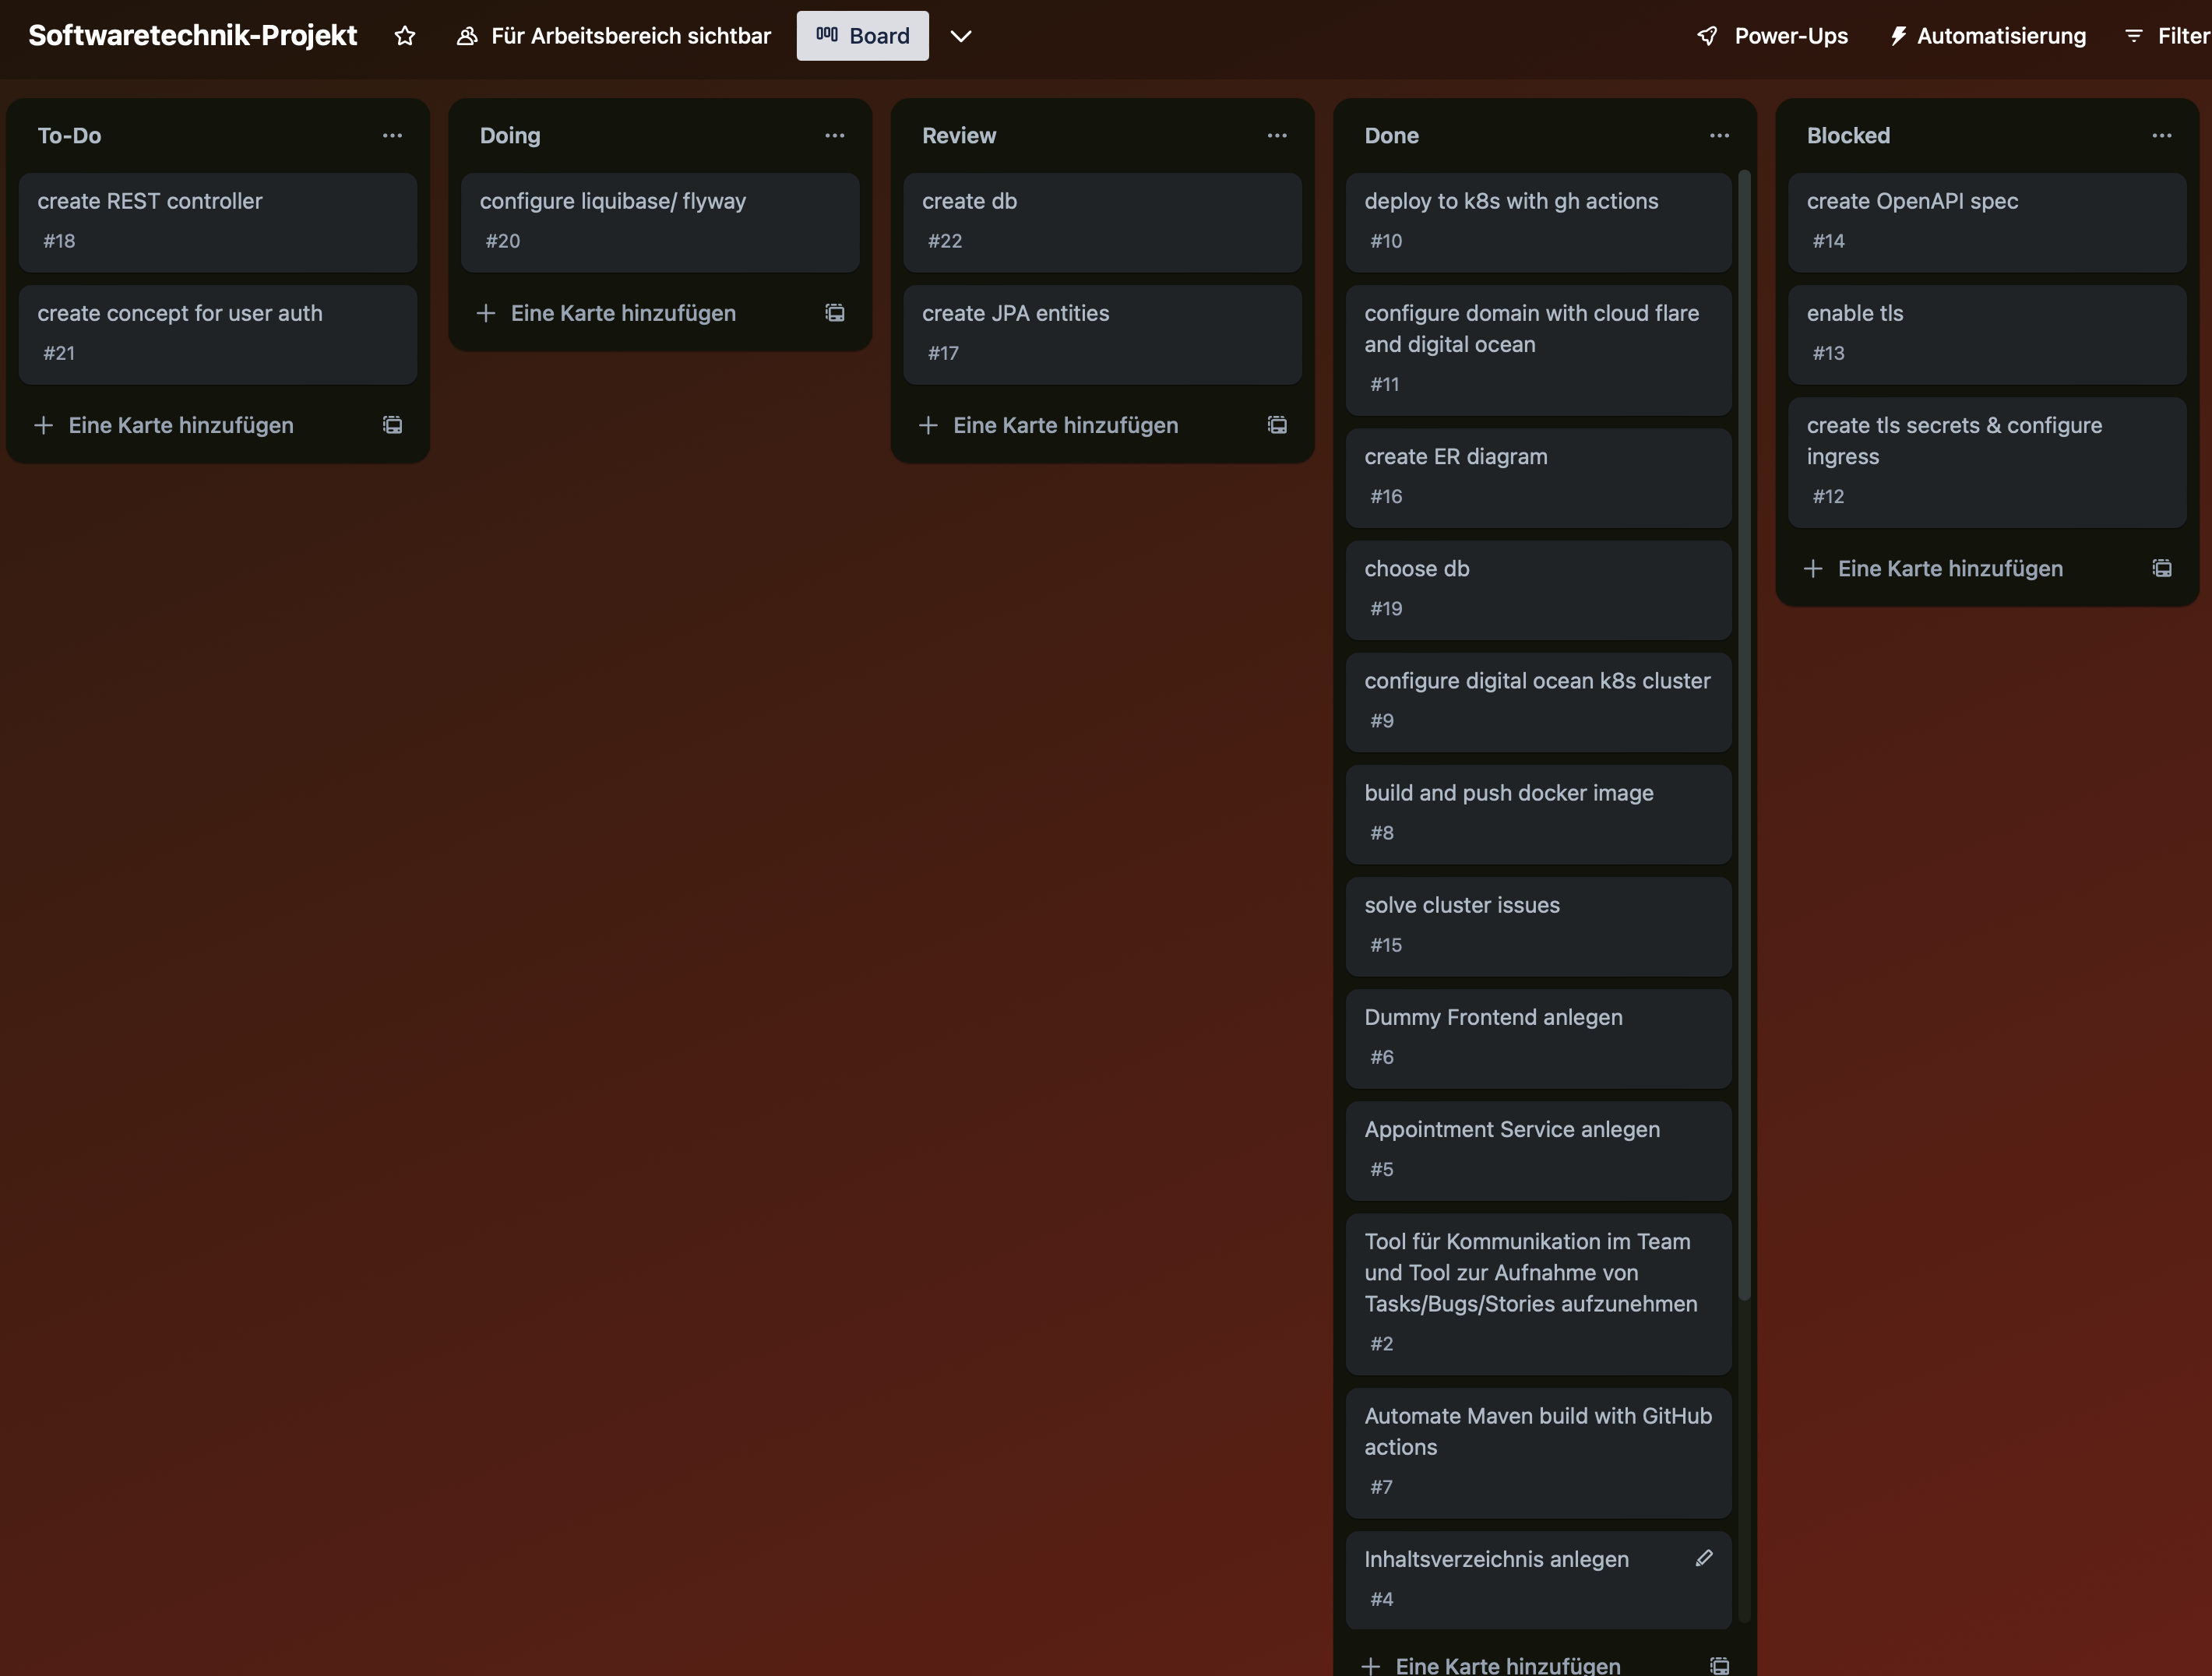 Softwaretechnik-Projekt
Für Arbeitsbereich sichtbar
Board
Power-Ups
Automatisierung
Filter
To-Do
create REST controller
#18
create concept for user auth
#21
Eine Karte hinzufügen
Doing
configure liquibase/ flyway
#20
Eine Karte hinzufügen
Review
create db
#22
create JPA entities
#17
Eine Karte hinzufügen
Done
deploy to k8s with gh actions
#10
configure domain with cloud flare
and digital ocean
#11
create ER diagram
#16
choose db
#19
configure digital ocean k8s cluster
#9
build and push docker image
#8
solve cluster issues
#15
Dummy Frontend anlegen
#6
Appointment Service anlegen
#5
Tool für Kommunikation im Team
und Tool zur Aufnahme von
Tasks/Bugs/Stories aufzunehmen
#2
Automate Maven build with GitHub
actions
#7
Inhaltsverzeichnis anlegen
#4
Eine Karte hinzufügen
Blocked
create OpenAPI spec
#14
enable tls
#13
create tls secrets & configure
ingress
#12
Eine Karte hinzufügen